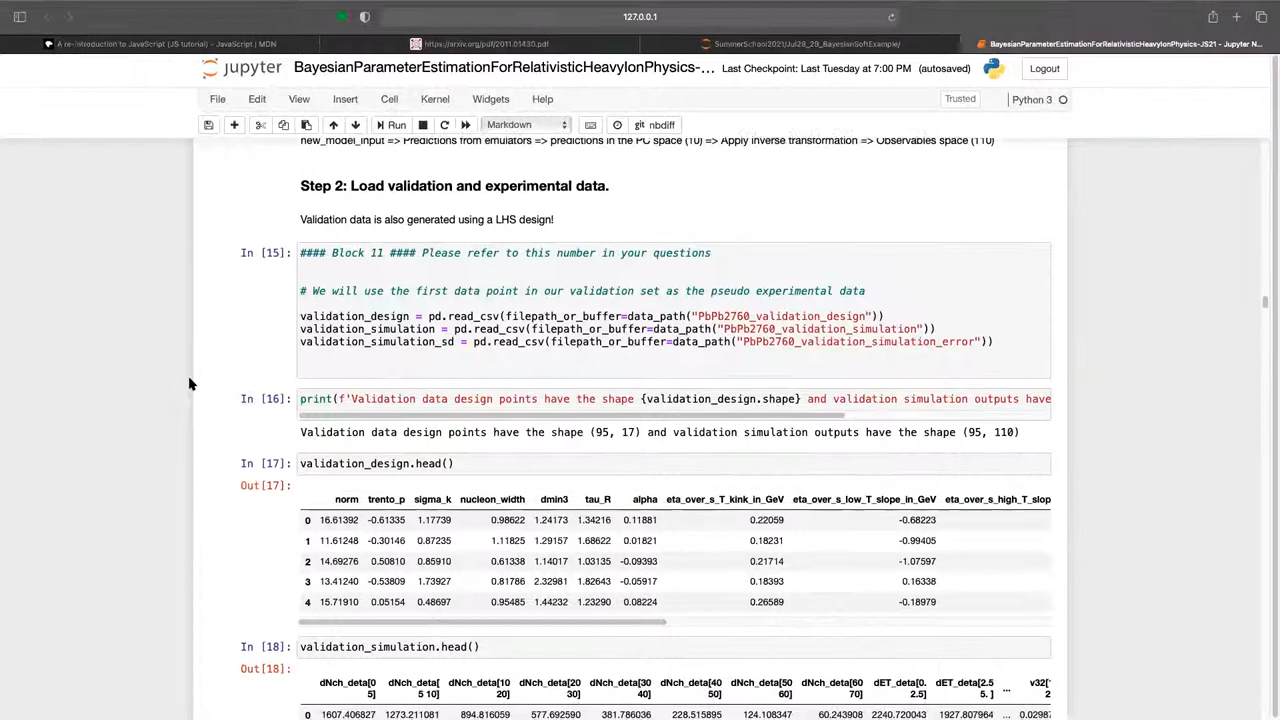 127.0.0.1
A re-introduction to JavaScript (JS tutorial) - JavaScript | MDN
https://arxiv.org/pdf/2011.01430.pdf
SummerSchool2021/Jul28_29_BayesianSoftExample/
BayesianParameterEstimationForRelativisticHeavyIonPhysics-JS21 - Jupyter N...
jupyter BayesianParameterEstimationForRelativisticHeavyIonPhysics-... Last Checkpoint: Last Tuesday at 7:00 PM (autosaved) Logout
File Edit View Insert Cell Kernel Widgets Help Trusted Python 3
Run Markdown git nbdiff
new_model_input => Predictions from emulators => predictions in the PC space (10) => Apply inverse transformation => Observables space (110)
Step 2: Load validation and experimental data.
Validation data is also generated using a LHS design!
In [15]: #### Block 11 #### Please refer to this number in your questions
# We will use the first data point in our validation set as the pseudo experimental data
validation_design = pd.read_csv(filepath_or_buffer=data_path("PbPb2760_validation_design"))
validation_simulation = pd.read_csv(filepath_or_buffer=data_path("PbPb2760_validation_simulation"))
validation_simulation_sd = pd.read_csv(filepath_or_buffer=data_path("PbPb2760_validation_simulation_error"))
In [16]: print(f'Validation data design points have the shape {validation_design.shape} and validation simulation outputs have
Validation data design points have the shape (95, 17) and validation simulation outputs have the shape (95, 110)
In [17]: validation_design.head()
Out[17]:
norm trento_p sigma_k nucleon_width dmin3 tau_R alpha eta_over_s_T_kink_in_GeV eta_over_s_low_T_slope_in_GeV eta_over_s_high_T_slop
0 16.61392 -0.61335 1.17739 0.98622 1.24173 1.34216 0.11881 0.22059 -0.68223
1 11.61248 -0.30146 0.87235 1.11825 1.29157 1.68622 0.01821 0.18231 -0.99405
2 14.69276 0.50810 0.85910 0.61338 1.14017 1.03135 -0.09393 0.21714 -1.07597
3 13.41240 -0.53809 1.73927 0.81786 2.32981 1.82643 -0.05917 0.18393 0.16338
4 15.71910 0.05154 0.48697 0.95485 1.44232 1.23290 0.08224 0.26589 -0.18979
In [18]: validation_simulation.head()
Out[18]:
dNch_deta[0 dNch_deta[ dNch_deta[10 dNch_deta[20 dNch_deta[30 dNch_deta[40 dNch_deta[50 dNch_deta[60 dET_deta[0. dET_deta[2.5 ... v32[
5] 5 10] 20] 30] 40] 50] 60] 70] 2.5] 5. ] 2
0 1607.406827 1273.211081 894.816059 577.692590 381.786036 228.515895 124.108347 60.243908 2240.720043 1927.807964 ... 0.02987